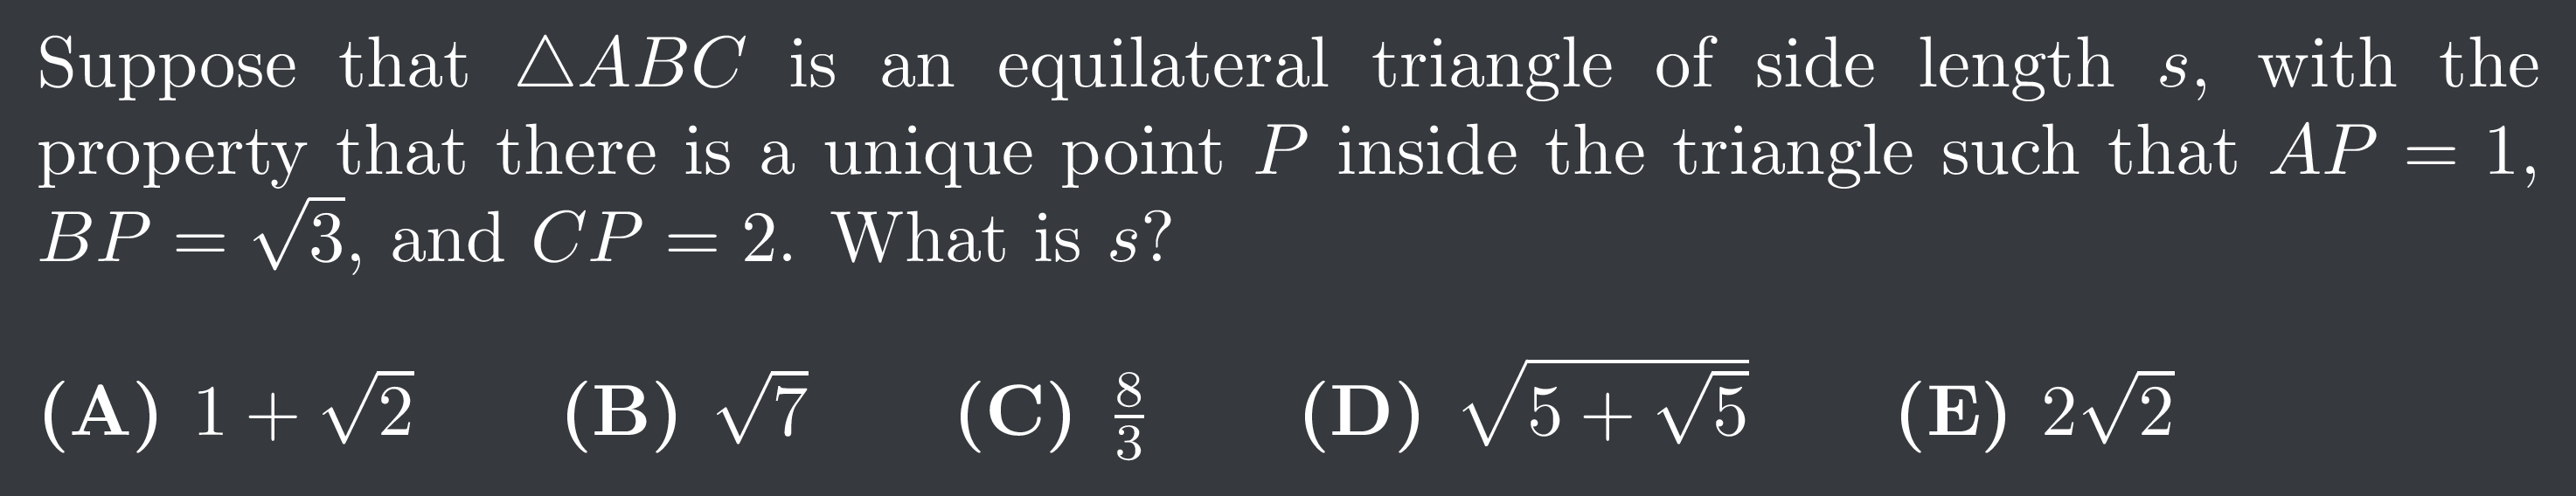 Suppose that △ABC is an equilateral triangle of side length s, with the
property that there is a unique point P inside the triangle such that AP = 1,
BP = √3, and CP = 2. What is s?
(A) 1 + √2 (B) √7 (C) 8/3 (D) √(5 + √5) (E) 2√2